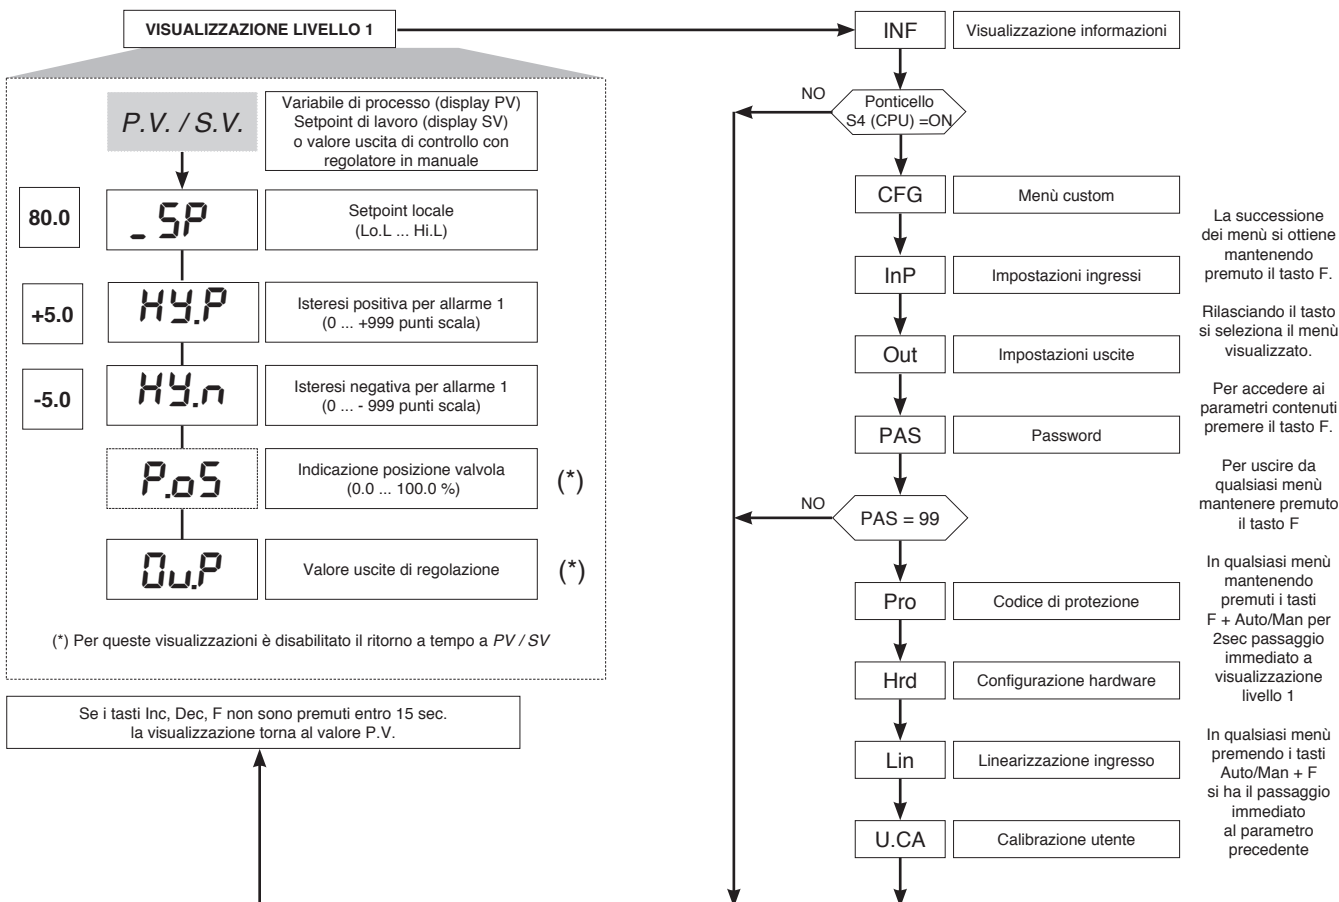 VISUALIZZAZIONE LIVELLO 1
P.V. / S.V.
Variabile di processo (display PV)
Setpoint di lavoro (display SV)
o valore uscita di controllo con
regolatore in manuale
80.0
_ SP
Setpoint locale
(Lo.L ... Hi.L)
+5.0
HY.P
Isteresi positiva per allarme 1
(0 ... +999 punti scala)
-5.0
HY.n
Isteresi negativa per allarme 1
(0 ... - 999 punti scala)
P.oS
Indicazione posizione valvola
(0.0 ... 100.0 %)
(*)
Ou.P
Valore uscite di regolazione
(*)
(*) Per queste visualizzazioni è disabilitato il ritorno a tempo a PV / SV
Se i tasti Inc, Dec, F non sono premuti entro 15 sec.
la visualizzazione torna al valore P.V.
INF
Visualizzazione informazioni
NO
Ponticello
S4 (CPU) =ON
CFG
Menù custom
InP
Impostazioni ingressi
Out
Impostazioni uscite
PAS
Password
NO
PAS = 99
Pro
Codice di protezione
Hrd
Configurazione hardware
Lin
Linearizzazione ingresso
U.CA
Calibrazione utente
La successione
dei menù si ottiene
mantenendo
premuto il tasto F.
Rilasciando il tasto
si seleziona il menù
visualizzato.
Per accedere ai
parametri contenuti
premere il tasto F.
Per uscire da
qualsiasi menù
mantenere premuto
il tasto F
In qualsiasi menù
mantenendo
premuti i tasti
F + Auto/Man per
2sec passaggio
immediato a
visualizzazione
livello 1
In qualsiasi menù
premendo i tasti
Auto/Man + F
si ha il passaggio
immediato
al parametro
precedente